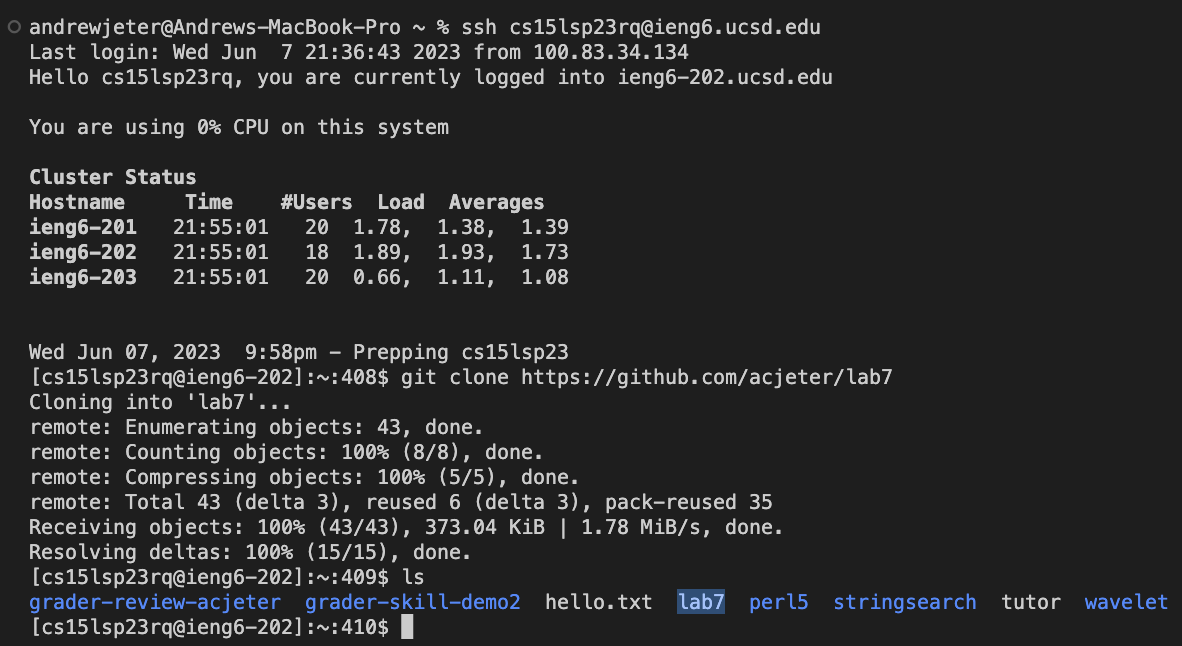 andrewjeter@Andrews-MacBook-Pro ~ % ssh cs15lsp23rq@ieng6.ucsd.edu
Last login: Wed Jun  7 21:36:43 2023 from 100.83.34.134
Hello cs15lsp23rq, you are currently logged into ieng6-202.ucsd.edu
You are using 0% CPU on this system
Cluster Status
Hostname     Time    #Users  Load  Averages
ieng6-201   21:55:01   20  1.78,  1.38,  1.39
ieng6-202   21:55:01   18  1.89,  1.93,  1.73
ieng6-203   21:55:01   20  0.66,  1.11,  1.08
Wed Jun 07, 2023  9:58pm - Prepping cs15lsp23
[cs15lsp23rq@ieng6-202]:~:408$ git clone https://github.com/acjeter/lab7
Cloning into 'lab7'...
remote: Enumerating objects: 43, done.
remote: Counting objects: 100% (8/8), done.
remote: Compressing objects: 100% (5/5), done.
remote: Total 43 (delta 3), reused 6 (delta 3), pack-reused 35
Receiving objects: 100% (43/43), 373.04 KiB | 1.78 MiB/s, done.
Resolving deltas: 100% (15/15), done.
[cs15lsp23rq@ieng6-202]:~:409$ ls
grader-review-acjeter  grader-skill-demo2  hello.txt  lab7  perl5  stringsearch  tutor  wavelet
[cs15lsp23rq@ieng6-202]:~:410$